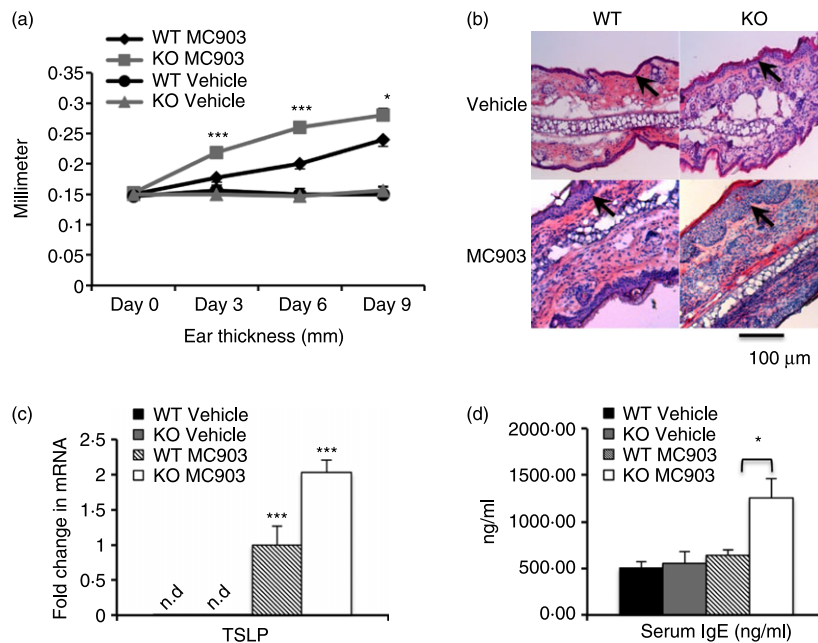 (a)
WT MC903
KO MC903
WT Vehicle
KO Vehicle
0·35
0·3
0·25
0·2
0·15
0·1
0·05
0
Millimeter
***
***
*
Day 0 Day 3 Day 6 Day 9
Ear thickness (mm)
(b)
WT KO
Vehicle
MC903
100 μm
(c)
WT Vehicle
KO Vehicle
WT MC903
KO MC903
2·5
2
1·5
1
0·5
0
Fold change in mRNA
n.d n.d *** ***
TSLP
(d)
WT Vehicle
KO Vehicle
WT MC903
KO MC903
2000·00
1500·00
1000·00
500·00
0·00
ng/ml
*
Serum IgE (ng/ml)